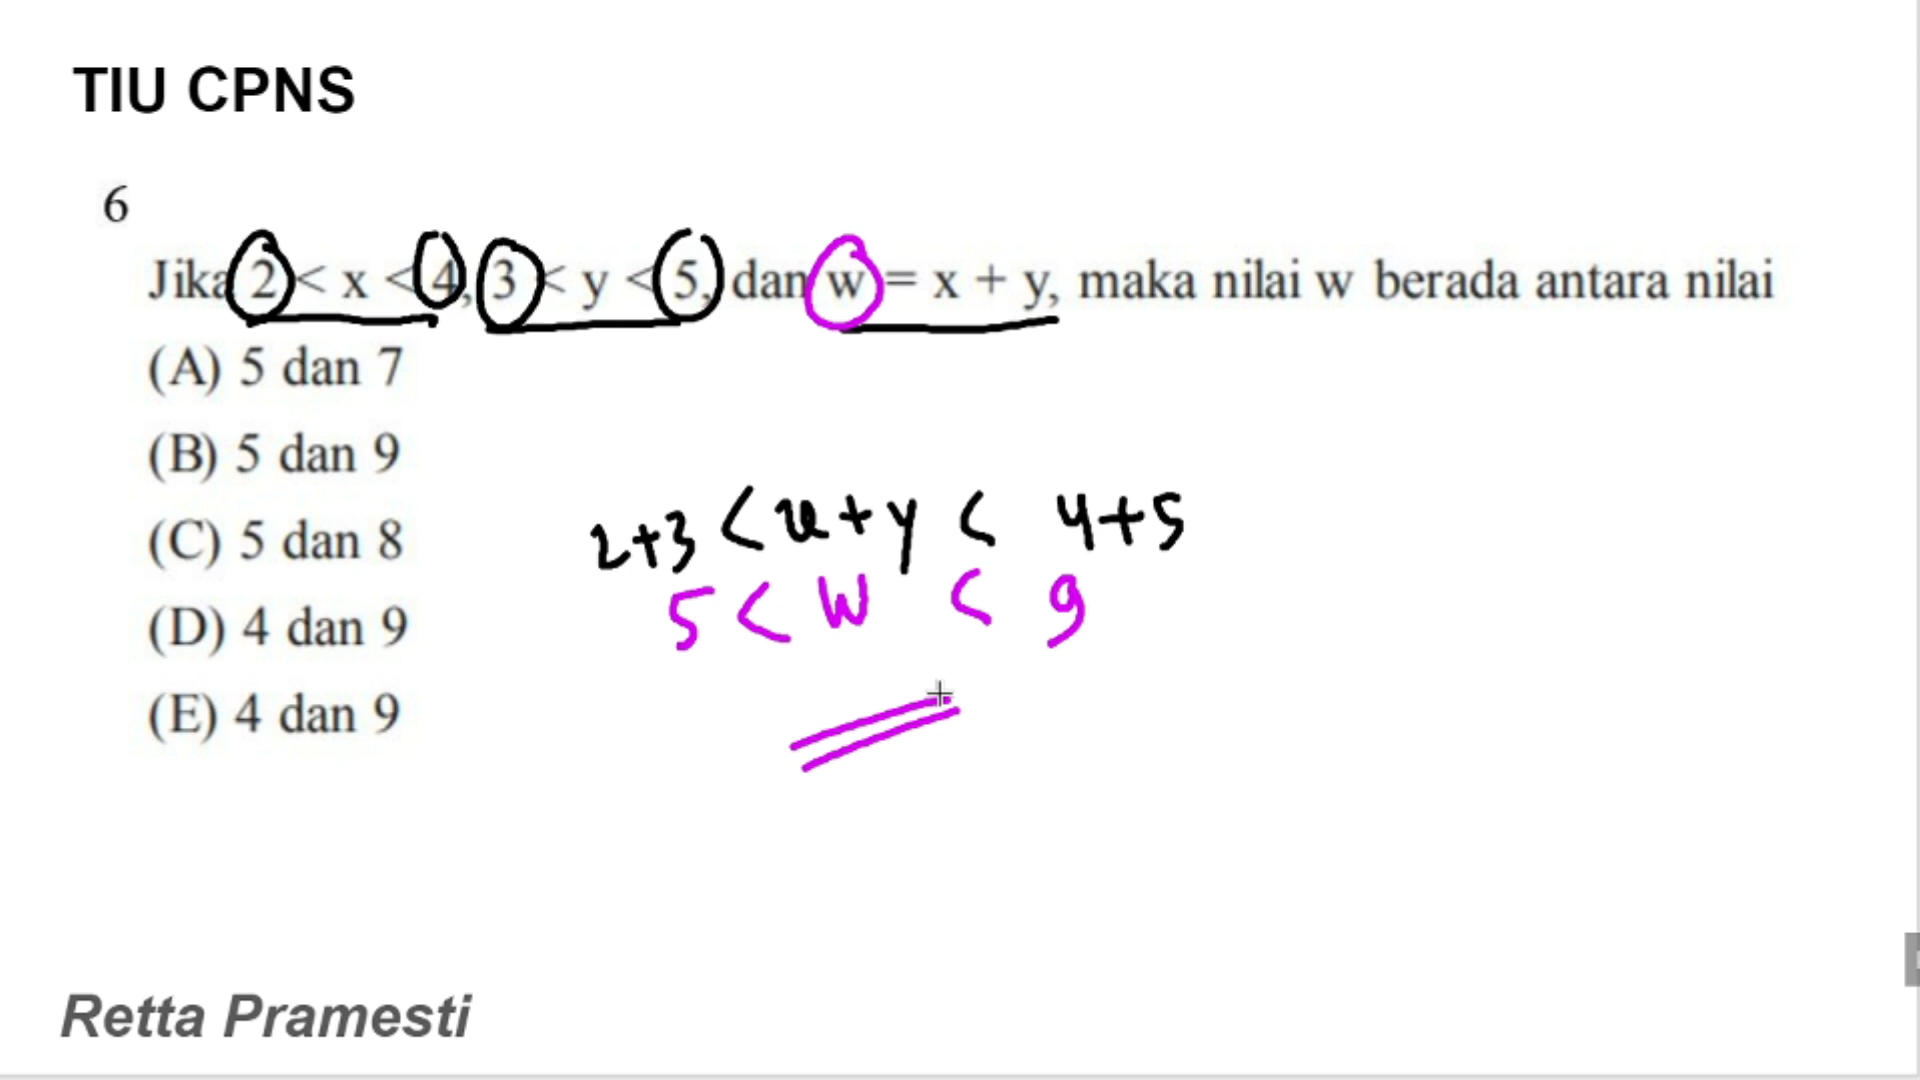 TIU CPNS
6
Jika 2 < x < 4, 3 < y < 5, dan w = x + y, maka nilai w berada antara nilai
(A) 5 dan 7
(B) 5 dan 9
(C) 5 dan 8
(D) 4 dan 9
(E) 4 dan 9
2+3 < x+y < 4+5
5 < w < 9
Retta Pramesti